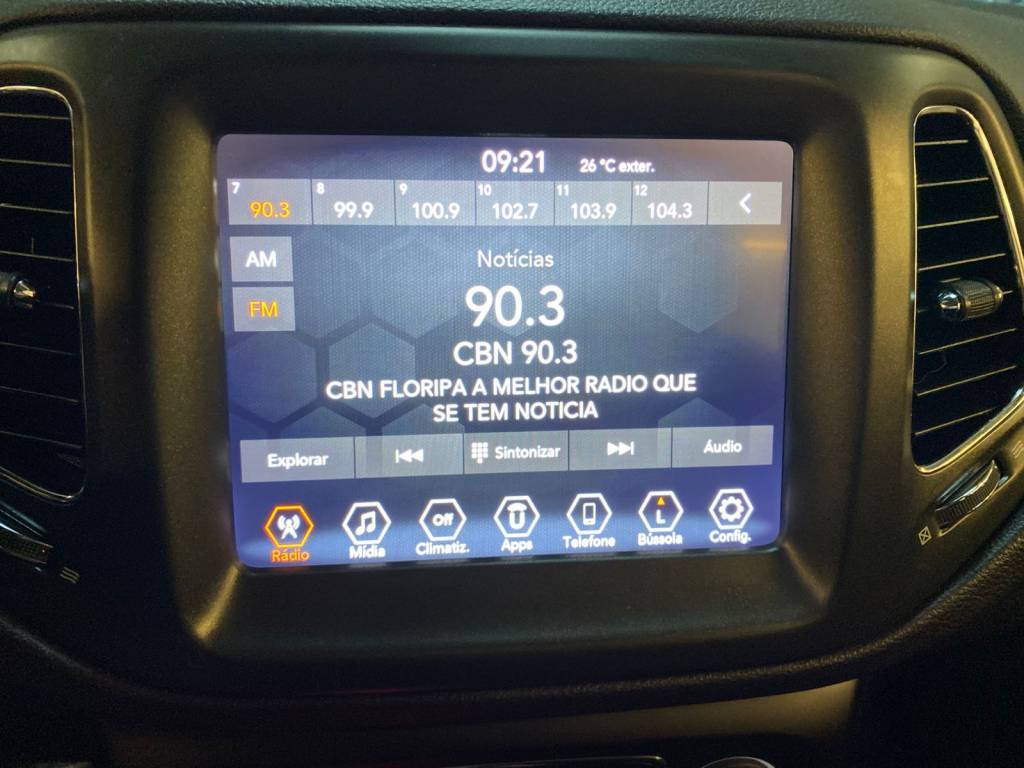 09:21 26 °C exter.
7 8 9 10 11 12
90.3 99.9 100.9 102.7 103.9 104.3
AM
Notícias
FM
90.3
CBN 90.3
CBN FLORIPA A MELHOR RADIO QUE
SE TEM NOTICIA
Explorar Sintonizar Áudio
Off L
Rádio Mídia Climatiz. Apps Telefone Bússola Config.